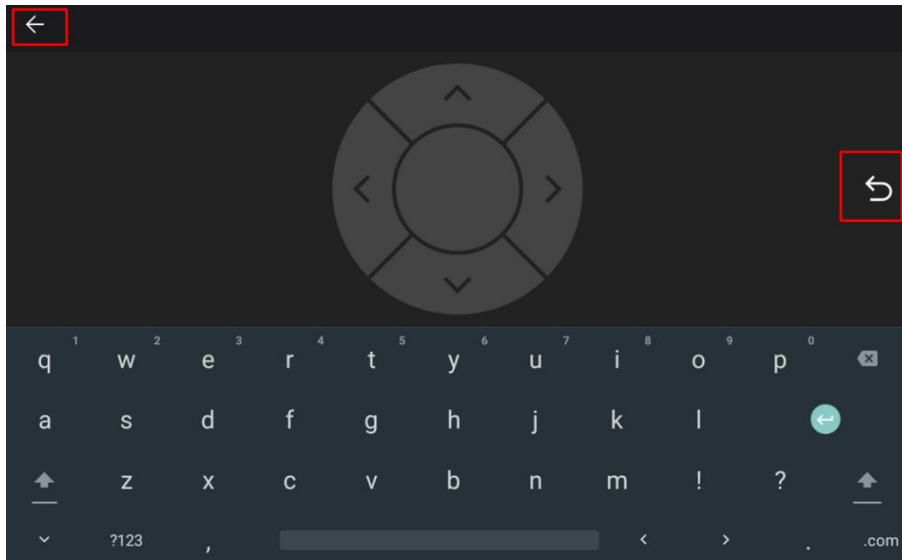 1 2 3 4 5 6 7 8 9 0
q w e r t y u i o p
a s d f g h j k l
z x c v b n m ! ?
?123 , < > . .com